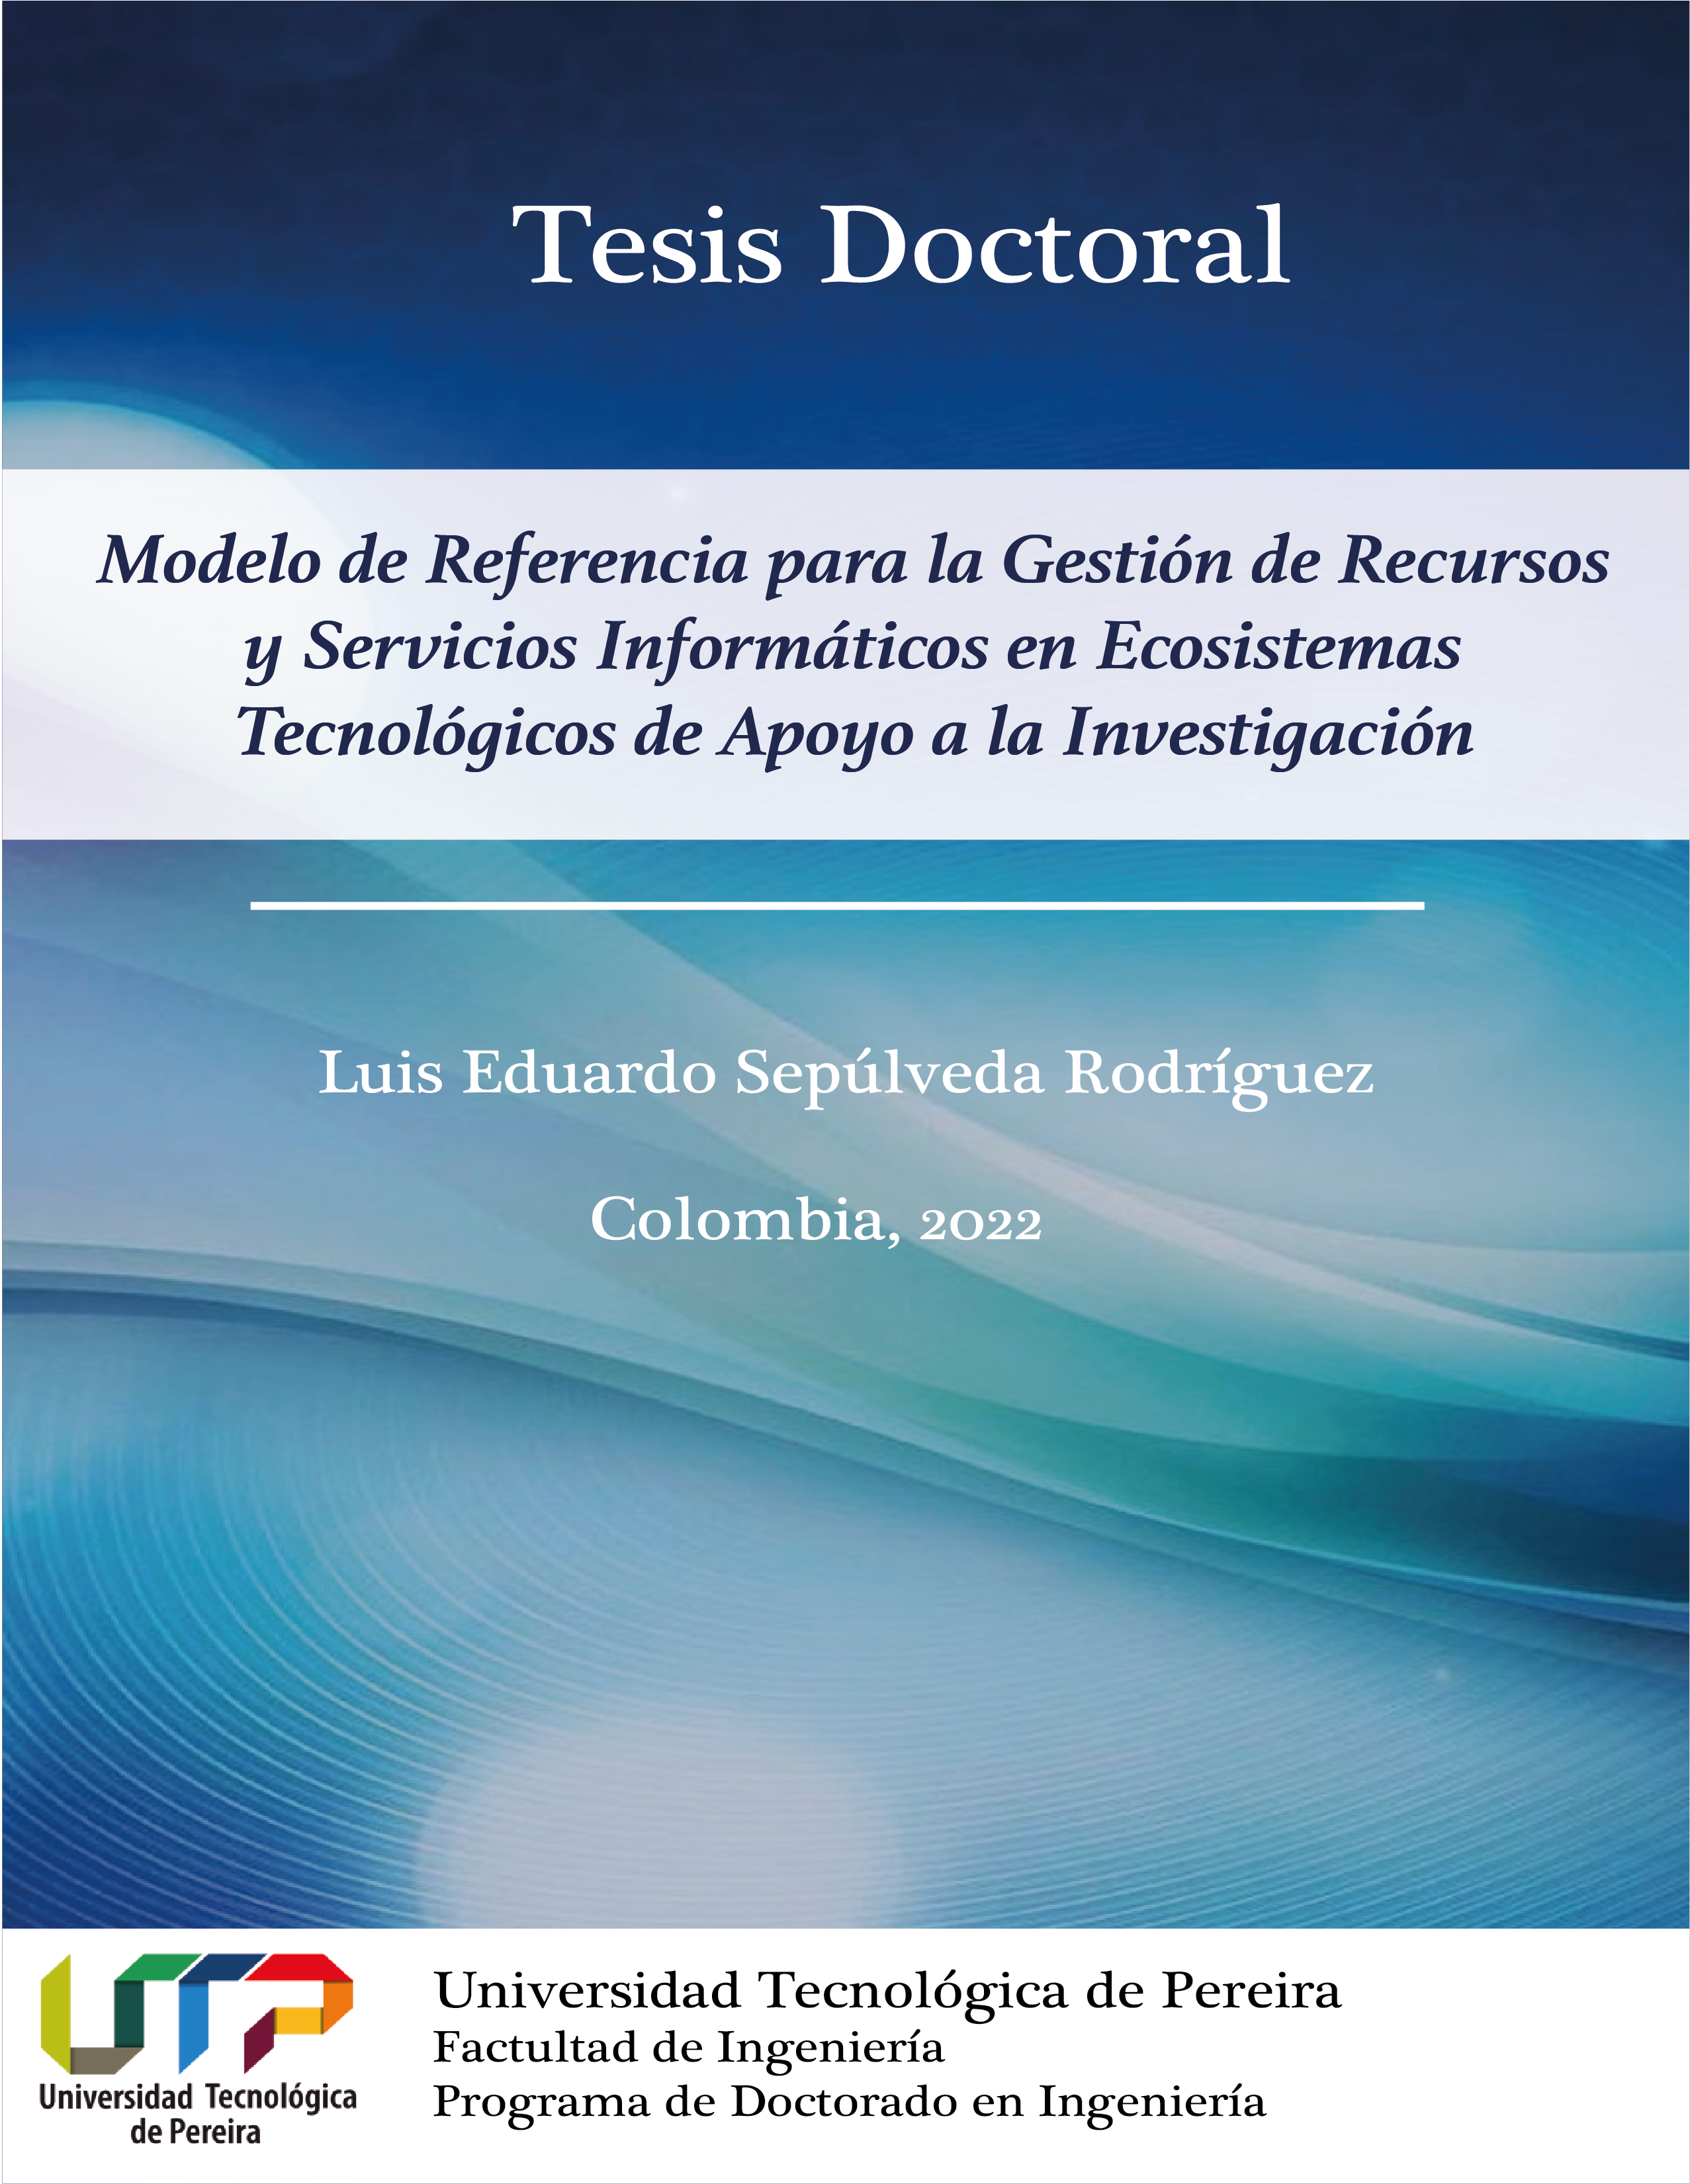 Tesis Doctoral
Modelo de Referencia para la Gestión de Recursos
y Servicios Informáticos en Ecosistemas
Tecnológicos de Apoyo a la Investigación
Luis Eduardo Sepúlveda Rodríguez
Colombia, 2022
UTP
Universidad Tecnológica
de Pereira
Universidad Tecnológica de Pereira
Factultad de Ingeniería
Programa de Doctorado en Ingeniería